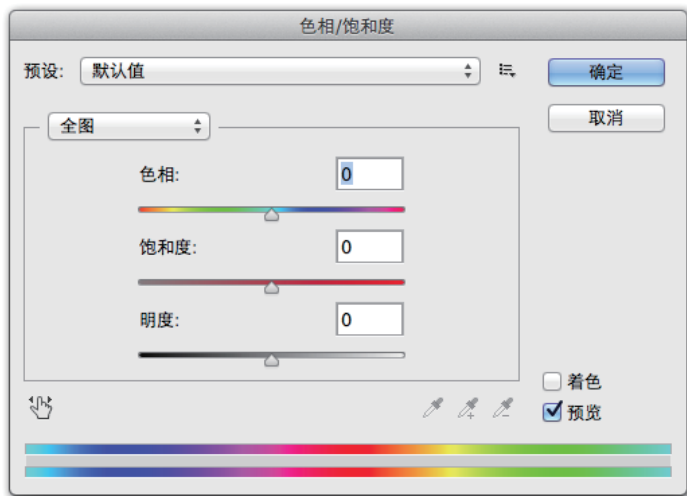 色相/饱和度
预设: 默认值
确定
取消
全图
色相: 0
饱和度: 0
明度: 0
着色
预览